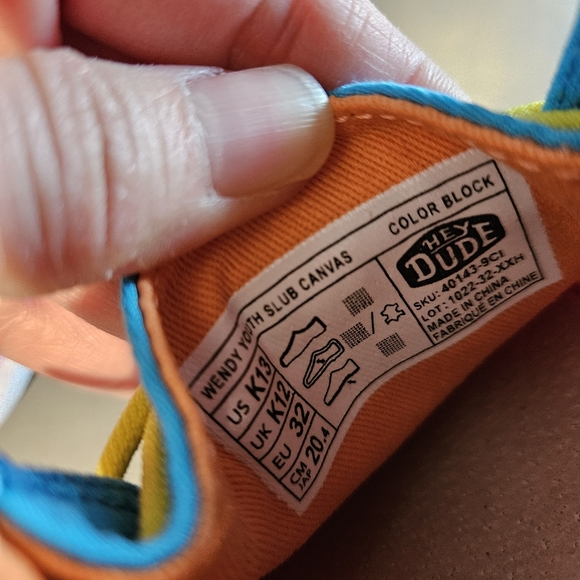 WENDY YOUTH SLUB CANVAS COLOR BLOCK
US K13
UK K12
EU 32
CM JAP 20.4
HEY
DUDE
SKU: 40143-9CI
LOT: 1022-32-XXH
MADE IN CHINA
FABRIQUÉ EN CHINE